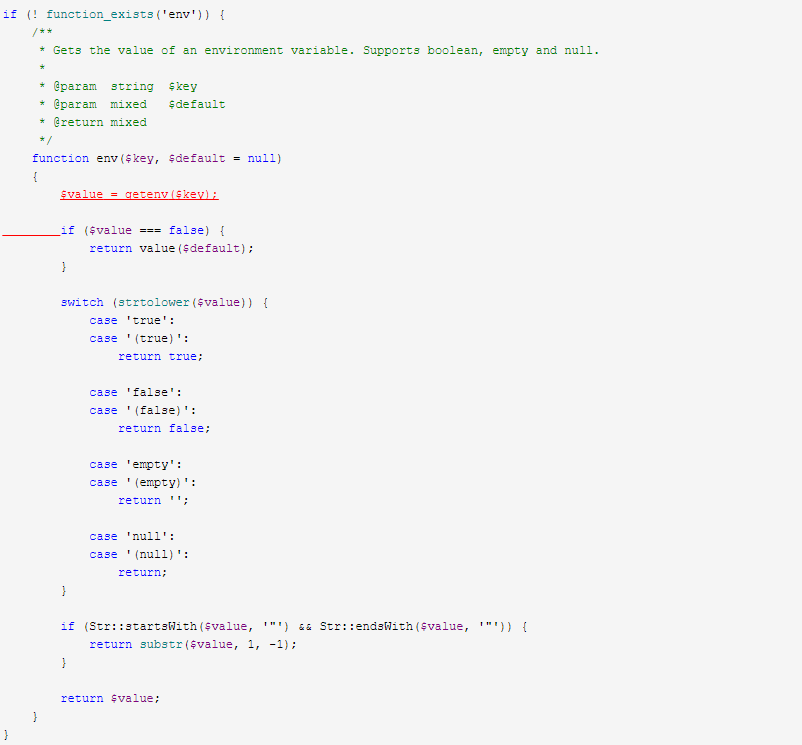 if (! function_exists('env')) {
    /**
     * Gets the value of an environment variable. Supports boolean, empty and null.
     *
     * @param  string  $key
     * @param  mixed   $default
     * @return mixed
     */
    function env($key, $default = null)
    {
        $value = getenv($key);

        if ($value === false) {
            return value($default);
        }

        switch (strtolower($value)) {
            case 'true':
            case '(true)':
                return true;

            case 'false':
            case '(false)':
                return false;

            case 'empty':
            case '(empty)':
                return '';

            case 'null':
            case '(null)':
                return;
        }

        if (Str::startsWith($value, '"') && Str::endsWith($value, '"')) {
            return substr($value, 1, -1);
        }

        return $value;
    }
}